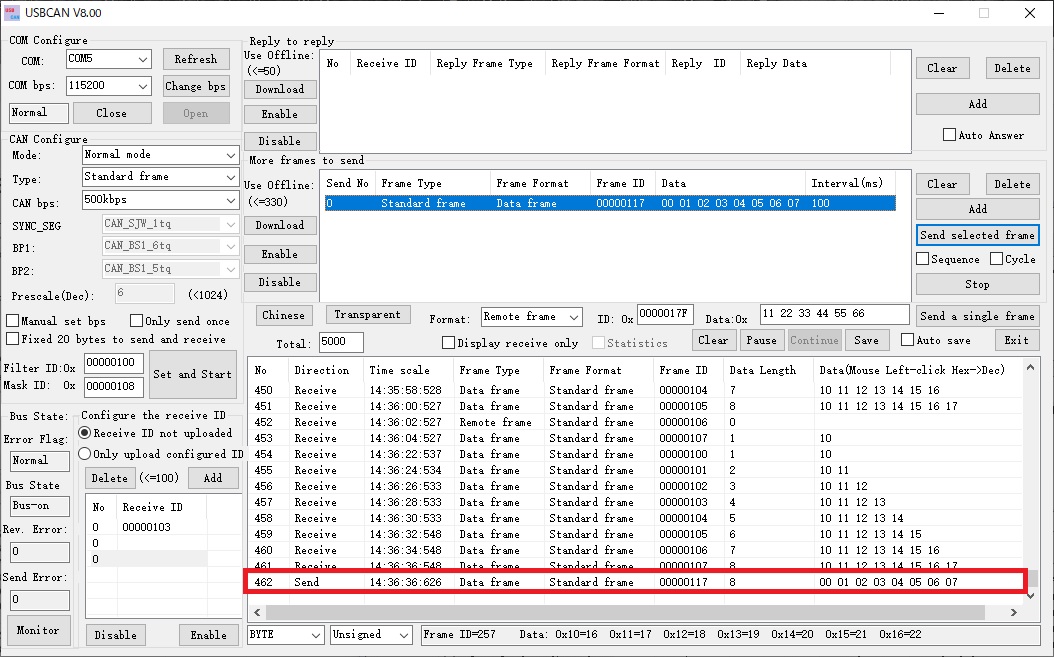 USBCAN V8.00
COM Configure
COM: COM5 Refresh
COM bps: 115200 Change bps
Normal Close Open
CAN Configure
Mode: Normal mode
Type: Standard frame
CAN bps: 500kbps
SYNC_SEG CAN_SJW_1tq
BP1: CAN_BS1_6tq
BP2: CAN_BS1_5tq
Prescale(Dec): 6 (<1024)
Manual set bps Only send once
Fixed 20 bytes to send and receive
Filter ID:0x 00000100
Mask ID: 0x 00000108
Set and Start
Bus State:
Error Flag:
Normal
Bus State
Bus-on
Rev. Error:
0
Send Error:
0
Monitor
Configure the receive ID
Receive ID not uploaded
Only upload configured ID
Delete (<=100) Add
No Receive ID
0 00000103
0
0
Disable Enable
Reply to reply
Use Offline:
(<=50)
Download
Enable
Disable
No Receive ID Reply Frame Type Reply Frame Format Reply ID Reply Data
Clear Delete
Add
Auto Answer
More frames to send
Use Offline:
(<=330)
Download
Enable
Disable
Send No Frame Type Frame Format Frame ID Data Interval(ms)
0 Standard frame Data frame 00000117 00 01 02 03 04 05 06 07 100
Clear Delete
Add
Send selected frame
Sequence Cycle
Stop
Chinese Transparent Format: Remote frame ID: 0x 0000017F Data:0x 11 22 33 44 55 66 Send a single frame
Total: 5000 Display receive only Statistics Clear Pause Continue Save Auto save Exit
No Direction Time scale Frame Type Frame Format Frame ID Data Length Data(Mouse Left-click Hex->Dec)
450 Receive 14:35:58:528 Data frame Standard frame 00000104 7 10 11 12 13 14 15 16
451 Receive 14:36:00:527 Data frame Standard frame 00000105 8 10 11 12 13 14 15 16 17
452 Receive 14:36:02:527 Remote frame Standard frame 00000106 0
453 Receive 14:36:04:527 Data frame Standard frame 00000107 1 10
454 Receive 14:36:22:537 Data frame Standard frame 00000100 1 10
455 Receive 14:36:24:534 Data frame Standard frame 00000101 2 10 11
456 Receive 14:36:26:533 Data frame Standard frame 00000102 3 10 11 12
457 Receive 14:36:28:533 Data frame Standard frame 00000103 4 10 11 12 13
458 Receive 14:36:30:533 Data frame Standard frame 00000104 5 10 11 12 13 14
459 Receive 14:36:32:548 Data frame Standard frame 00000105 6 10 11 12 13 14 15
460 Receive 14:36:34:548 Data frame Standard frame 00000106 7 10 11 12 13 14 15 16
461 Receive 14:36:36:548 Data frame Standard frame 00000107 8 10 11 12 13 14 15 16 17
462 Send 14:36:36:626 Data frame Standard frame 00000117 8 00 01 02 03 04 05 06 07
BYTE Unsigned Frame ID=257 Data: 0x10=16 0x11=17 0x12=18 0x13=19 0x14=20 0x15=21 0x16=22